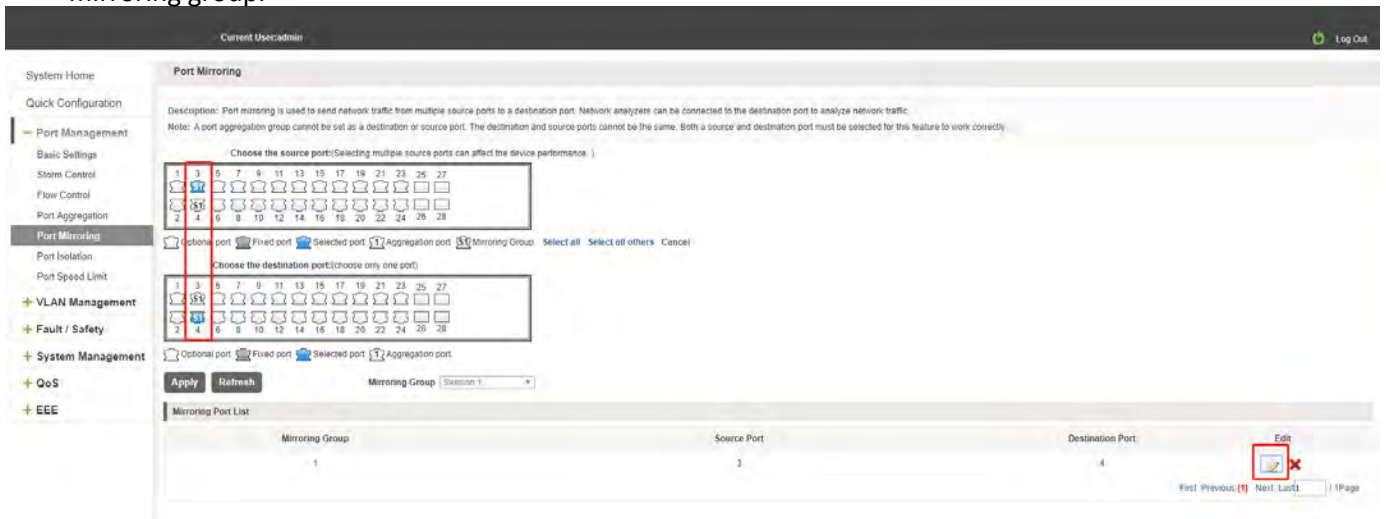 mirroring group.
Current User:admin
Log Out
System Home
Quick Configuration
− Port Management
Basic Settings
Storm Control
Flow Control
Port Aggregation
Port Mirroring
Port Isolation
Port Speed Limit
+ VLAN Management
+ Fault / Safety
+ System Management
+ QoS
+ EEE
Port Mirroring
Description: Port mirroring is used to send network traffic from multiple source ports to a destination port. Network analyzers can be connected to the destination port to analyze network traffic.
Note: A port aggregation group cannot be set as a destination or source port. The destination and source ports cannot be the same. Both a source and destination port must be selected for this feature to work correctly
Choose the source port:(Selecting multiple source ports can affect the device performance. )
1 3 5 7 9 11 13 15 17 19 21 23 25 27
S1
S1
2 4 6 8 10 12 14 16 18 20 22 24 26 28
Optional port Fixed port Selected port 1 Aggregation port S1 Mirroring Group Select all Select all others Cancel
Choose the destination port:(choose only one port)
1 3 5 7 9 11 13 15 17 19 21 23 25 27
S1
S1
2 4 6 8 10 12 14 16 18 20 22 24 26 28
Optional port Fixed port Selected port 1 Aggregation port
Apply Refresh Mirroring Group Session 1
Mirroring Port List
Mirroring Group Source Port Destination Port Edit
1 3 4
First Previous [1] Next Last 1 / 1Page